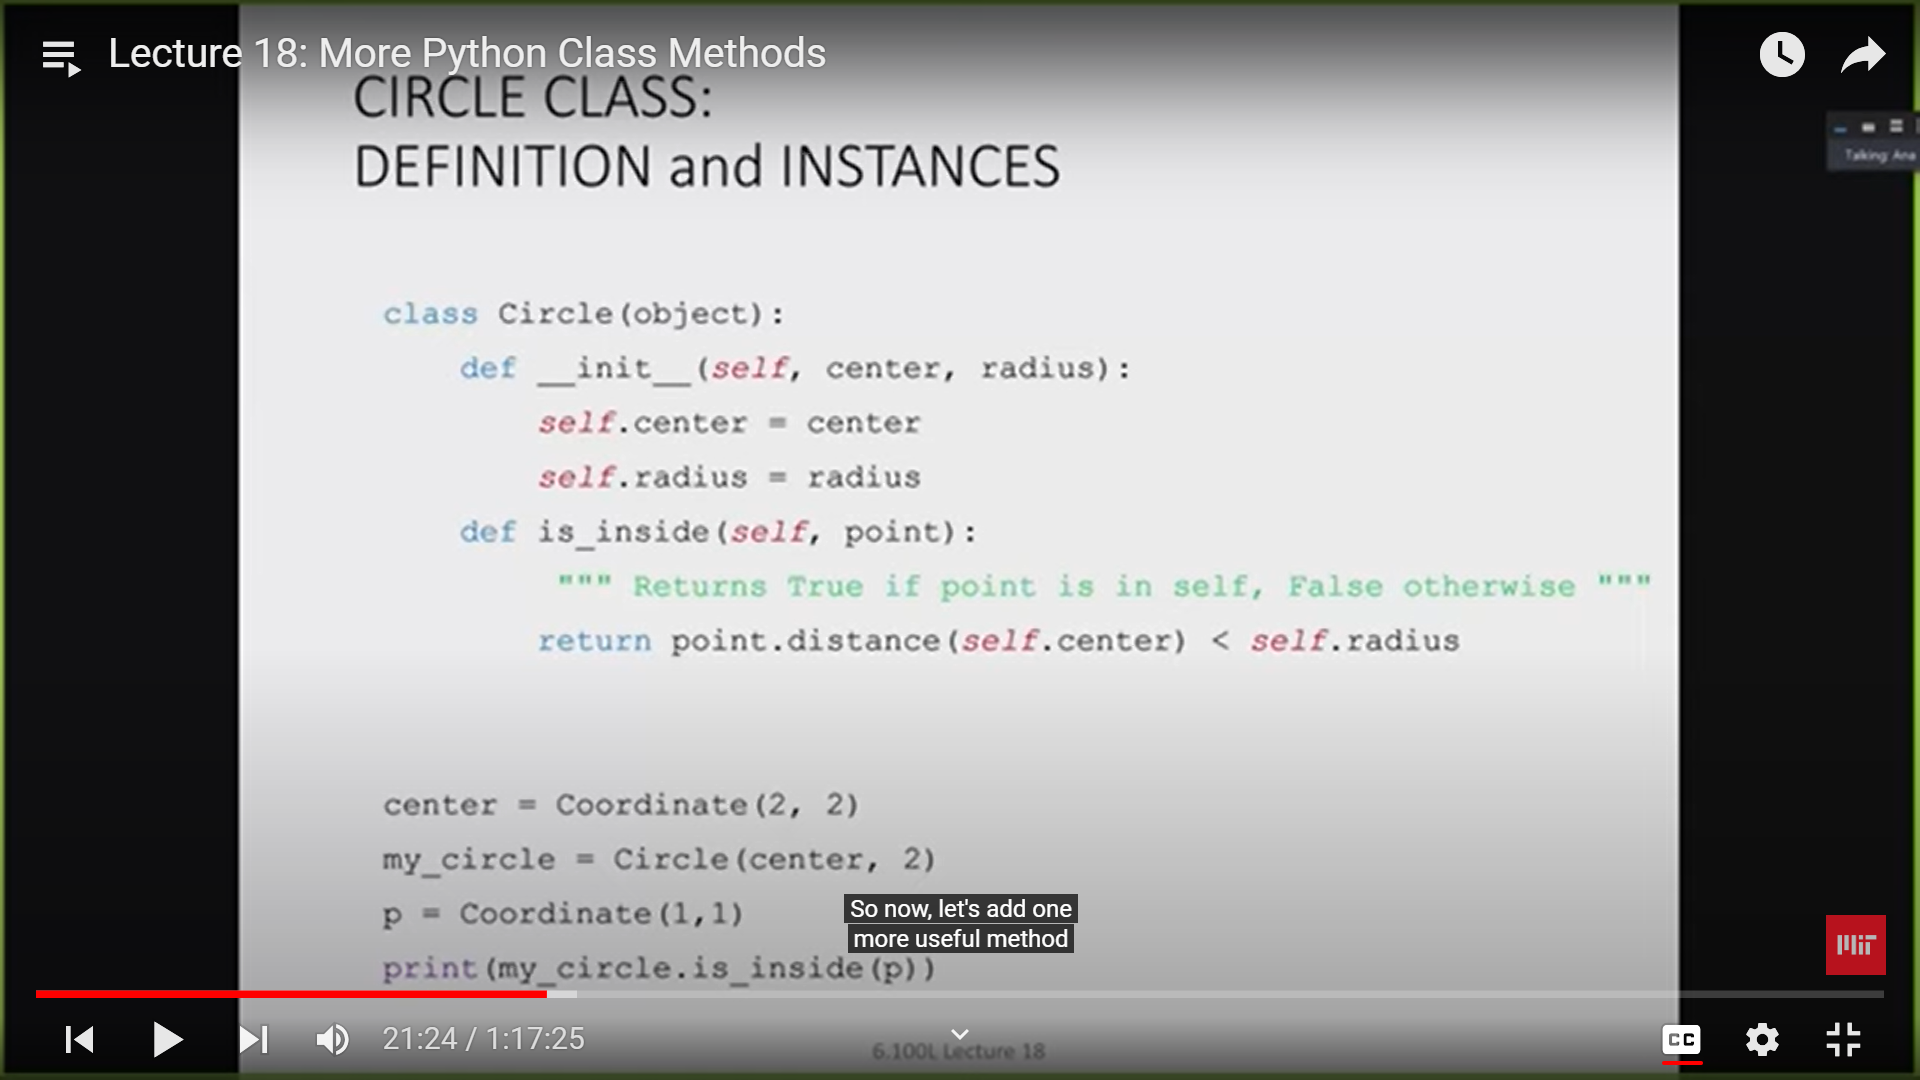 Lecture 18: More Python Class Methods
CIRCLE CLASS:
DEFINITION and INSTANCES
Talking: Ana
class Circle(object):
def __init__(self, center, radius):
self.center = center
self.radius = radius
def is_inside(self, point):
""" Returns True if point is in self, False otherwise """
return point.distance(self.center) < self.radius
center = Coordinate(2, 2)
my_circle = Circle(center, 2)
p = Coordinate(1,1)
print(my_circle.is_inside(p))
So now, let's add one
more useful method
MIT
21:24 / 1:17:25
6.100L Lecture 18
CC